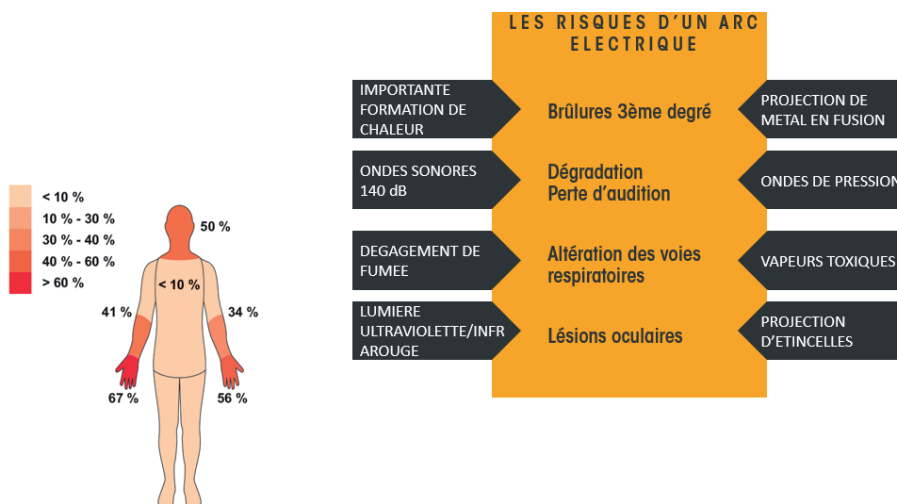 LES RISQUES D'UN ARC
ELECTRIQUE
IMPORTANTE
FORMATION DE
CHALEUR
Brûlures 3ème degré
PROJECTION DE
METAL EN FUSION
ONDES SONORES
140 dB
Dégradation
Perte d'audition
ONDES DE PRESSION
DEGAGEMENT DE
FUMEE
Altération des voies
respiratoires
VAPEURS TOXIQUES
LUMIERE
ULTRAVIOLETTE/INFR
AROUGE
Lésions oculaires
PROJECTION
D'ETINCELLES
< 10 %
10 % - 30 %
30 % - 40 %
40 % - 60 %
> 60 %
50 %
< 10 %
41 %
34 %
67 %
56 %